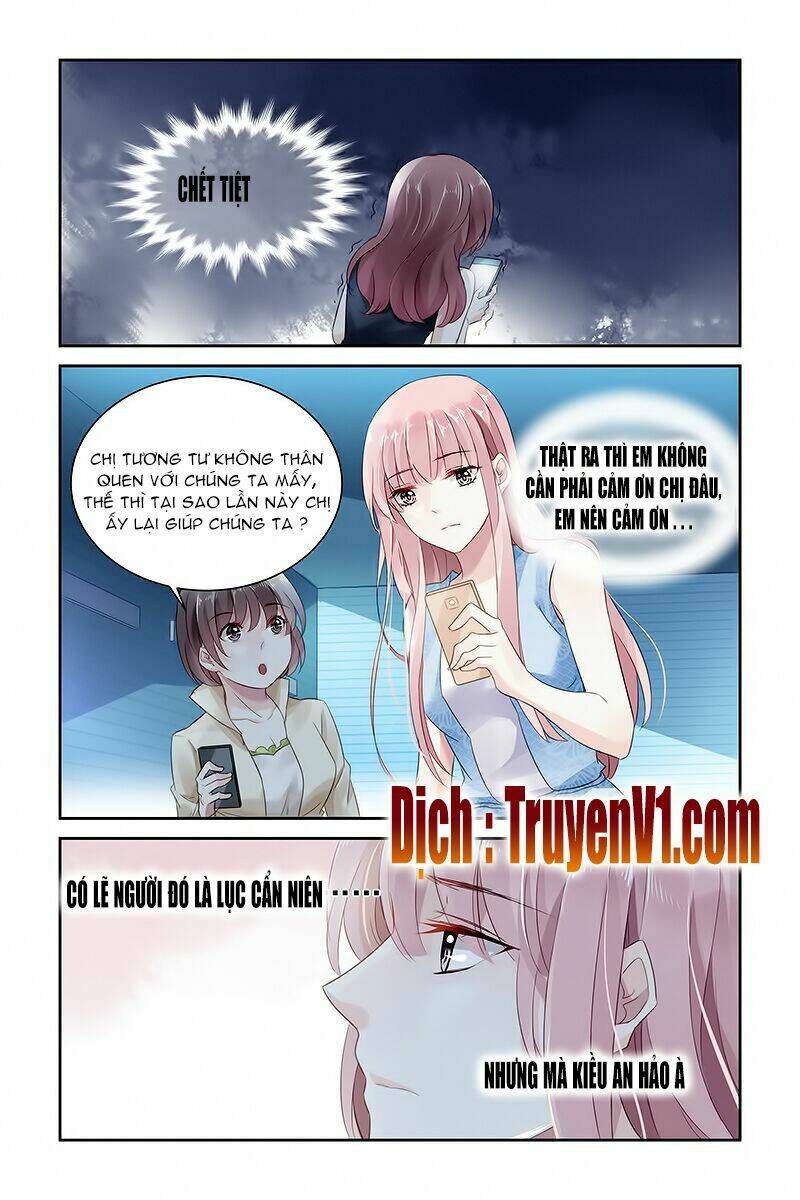 CHẾT TIỆT
CHỊ TƯƠNG TƯ KHÔNG THÂN
QUEN VỚI CHÚNG TA MẤY,
THẾ THÌ TẠI SAO LẦN NÀY CHỊ
ẤY LẠI GIÚP CHÚNG TA ?
THẬT RA THÌ EM KHÔNG
CẦN PHẢI CẢM ƠN CHỊ ĐÂU,
EM NÊN CẢM ƠN ...
Dịch : TruyenV1.com
CÓ LẼ NGƯỜI ĐÓ LÀ LỤC CẨN NIÊN .....
NHƯNG MÀ KIỀU AN HẢO À